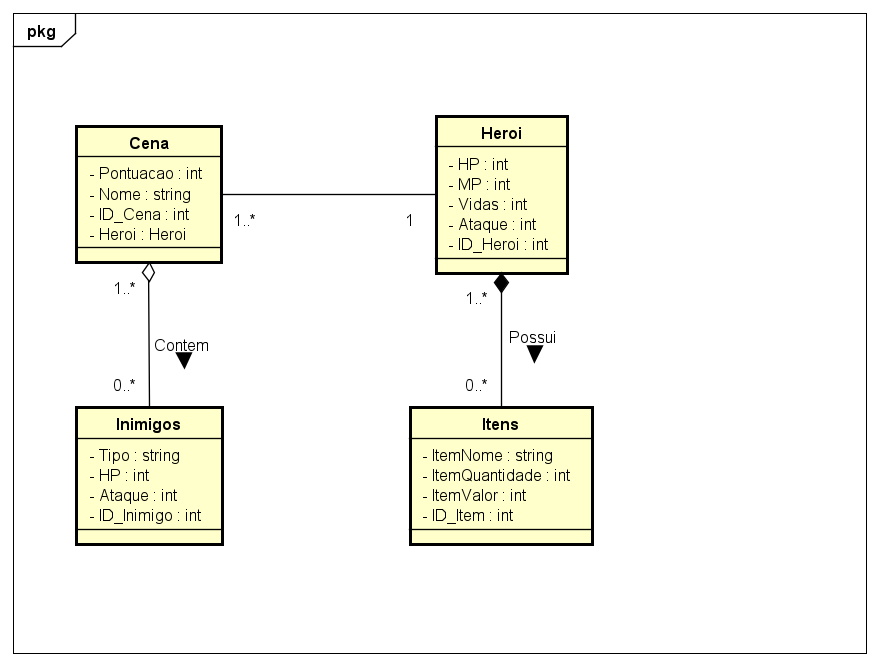 pkg
Cena
- Pontuacao : int
- Nome : string
- ID_Cena : int
- Heroi : Heroi
Heroi
- HP : int
- MP : int
- Vidas : int
- Ataque : int
- ID_Heroi : int
1..*
1
1..*
Contem
0..*
1..*
Possui
0..*
Inimigos
- Tipo : string
- HP : int
- Ataque : int
- ID_Inimigo : int
Itens
- ItemNome : string
- ItemQuantidade : int
- ItemValor : int
- ID_Item : int